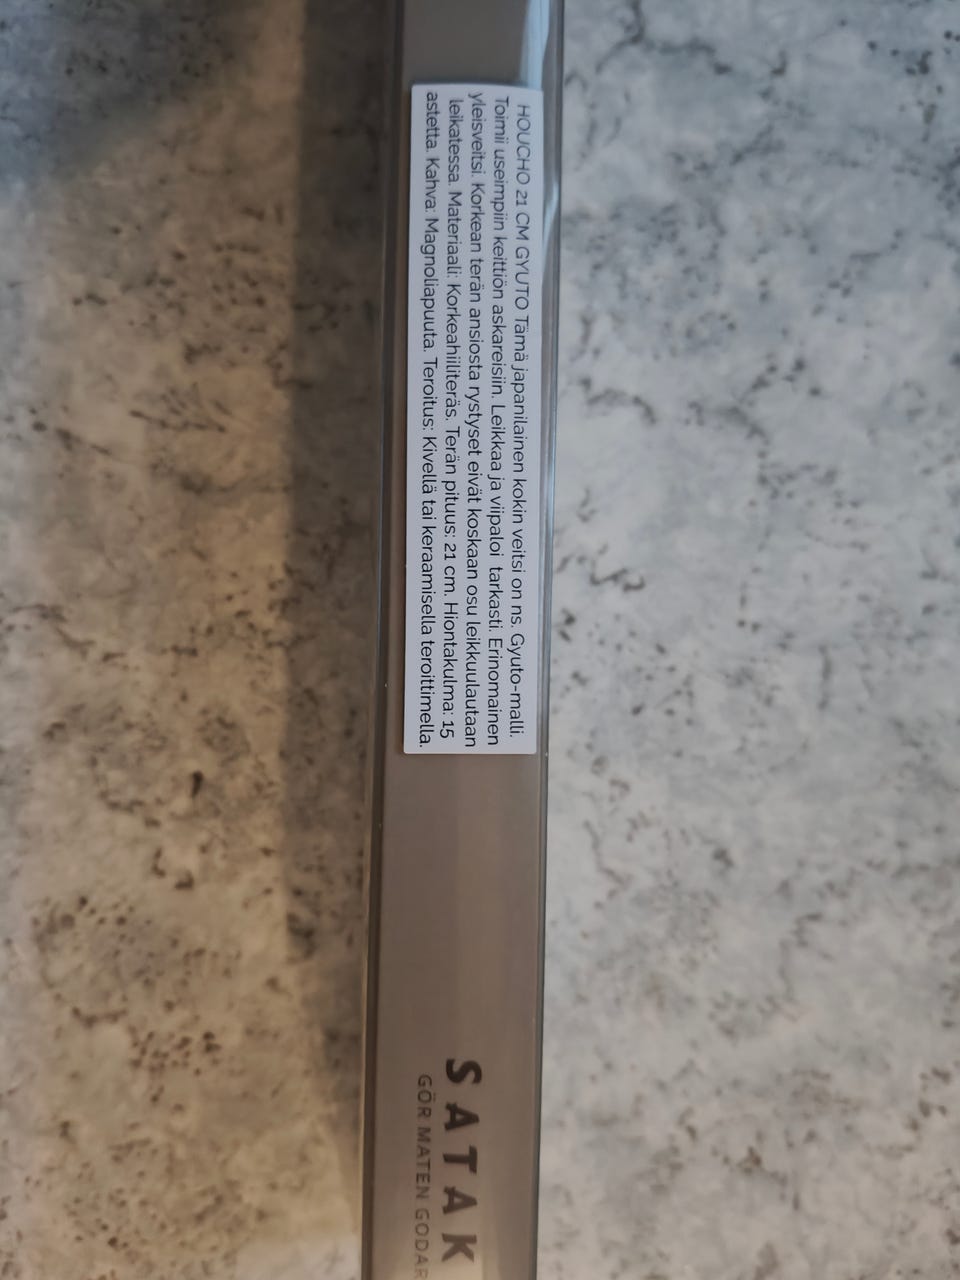 HOUCHO 21 CM GYUTO Tämä japanilainen kokin veitsi on ns. Gyuto-malli.
Toimii useimpiin keittiön askareisiin. Leikkaa ja viipaloi tarkasti. Erinomainen
yleisveitsi. Korkean terän ansiosta rystyset eivät koskaan osu leikkuulautaan
leikatessa. Materiaali: Korkeahiiliteräs. Terän pituus: 21 cm. Hiontakulma: 15
astetta. Kahva: Magnoliapuuta. Teroitus: Kivellä tai keraamisella teroittimella.
SATAK
GÖR MATEN GODAR